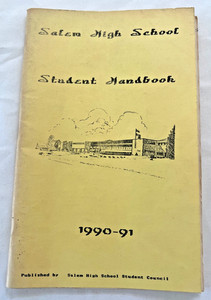 Salem High School
Student Handbook
1990-91
Published by Salem High School Student Council